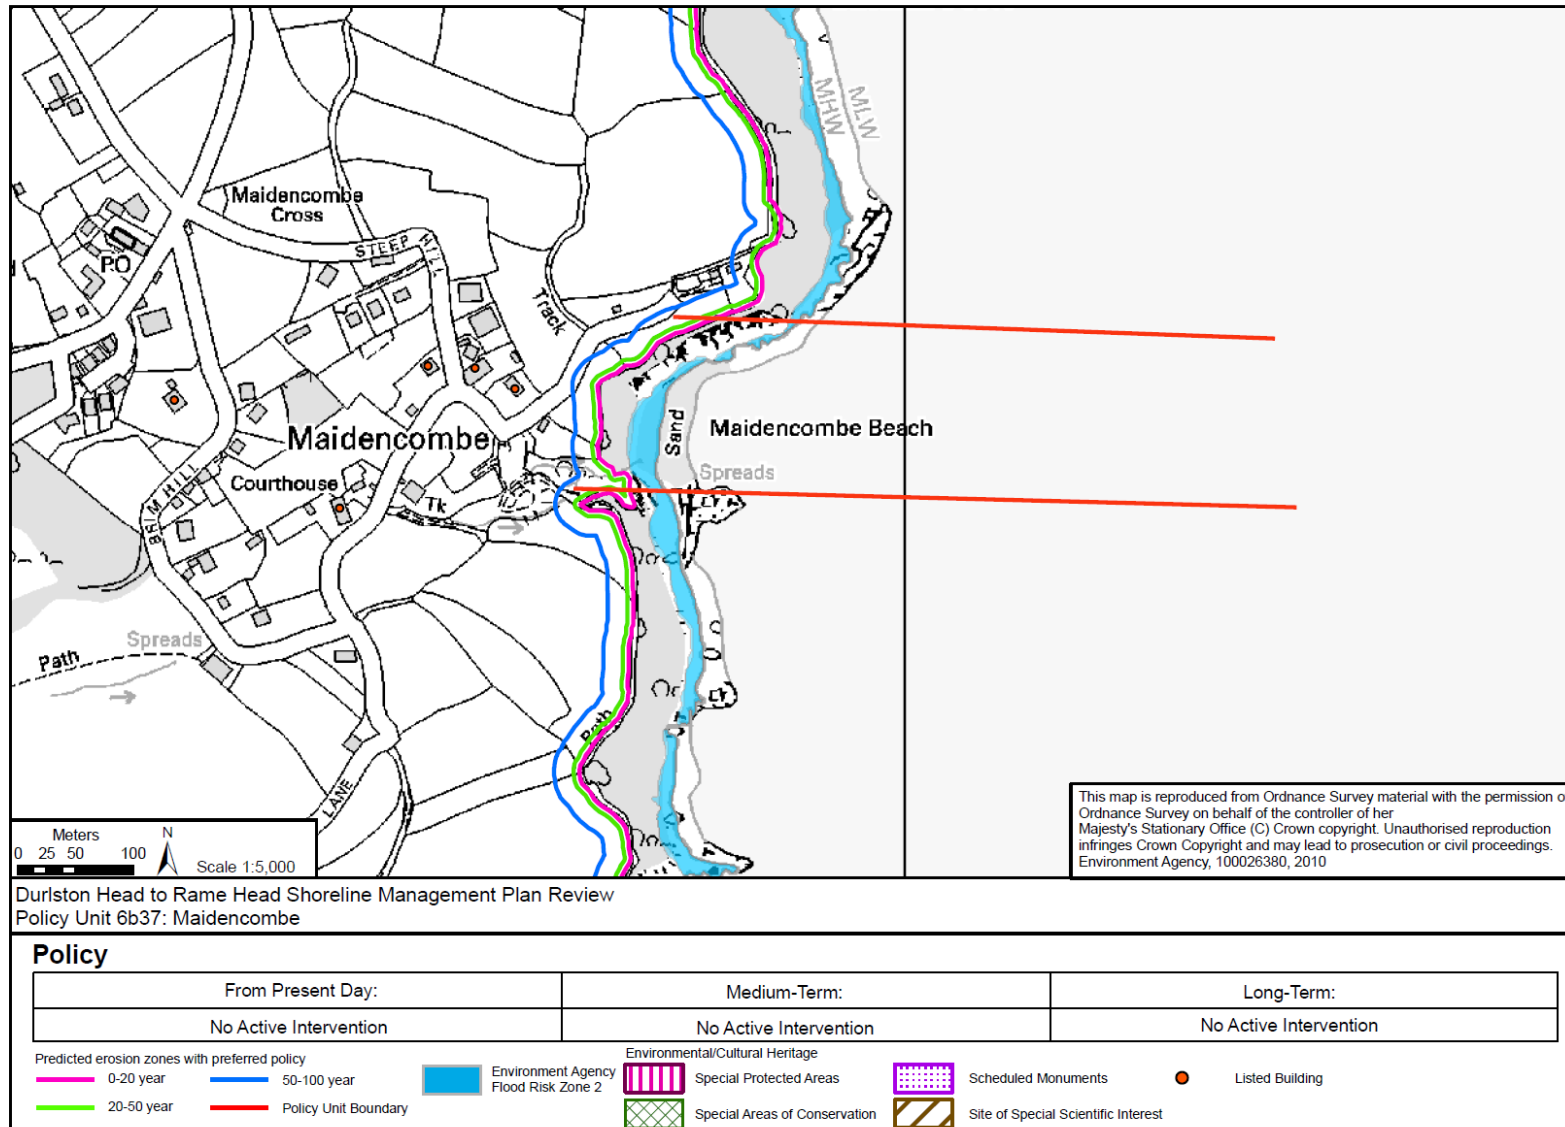 MHW
MLW
Maidencombe
Cross
STEEP HILL
PO
Track
Maidencombe
Sand
Maidencombe Beach
Spreads
Courthouse
Tk
BRIM HILL
Spreads
Path
Path
LANE
Meters
0 25 50 100
N
Scale 1:5,000
This map is reproduced from Ordnance Survey material with the permission o
Ordnance Survey on behalf of the controller of her
Majesty's Stationary Office (C) Crown copyright. Unauthorised reproduction
infringes Crown Copyright and may lead to prosecution or civil proceedings.
Environment Agency, 100026380, 2010
Durlston Head to Rame Head Shoreline Management Plan Review
Policy Unit 6b37: Maidencombe
Policy
From Present Day: Medium-Term: Long-Term:
No Active Intervention No Active Intervention No Active Intervention
Predicted erosion zones with preferred policy
0-20 year
50-100 year
20-50 year
Policy Unit Boundary
Environment Agency
Flood Risk Zone 2
Environmental/Cultural Heritage
Special Protected Areas
Scheduled Monuments
Listed Building
Special Areas of Conservation
Site of Special Scientific Interest